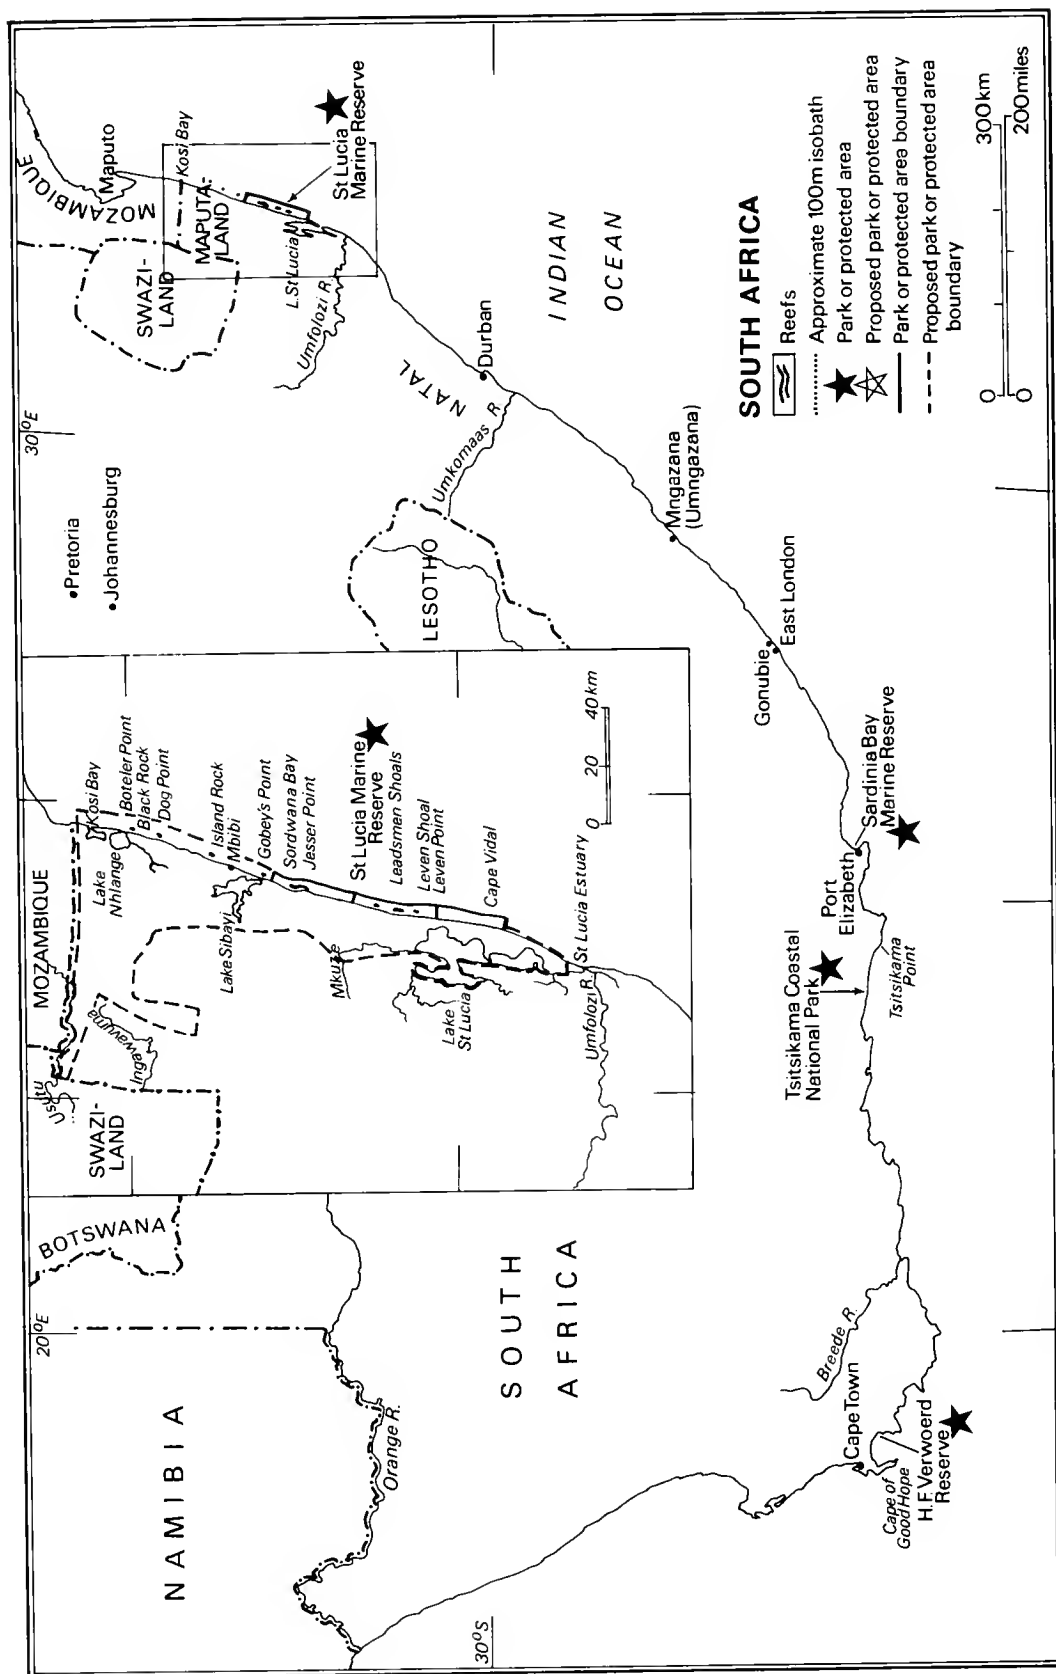 MOZAMBIQUE
Maputo
SWAZI-
LAND
MAPUTA-
LAND
Kosi Bay
L.St Lucia
St Lucia
Marine Reserve
Umfolozi R.
30°E
Pretoria
Johannesburg
NATAL
Durban
Umkomaas R.
LESOTHO
INDIAN
OCEAN
Mngazana
(Umngazana)
East London
Gonubie
Sardinia Bay
Marine Reserve
Port
Elizabeth
Tsitsikama Coastal
National Park
Tsitsikama
Point
BOTSWANA
20°E
NAMIBIA
Orange R.
SOUTH
AFRICA
Breede R.
Cape Town
Cape of
Good Hope
H.F. Verwoerd
Reserve
30°S
MOZAMBIQUE
Usutu
SWAZI-
LAND
Ingawavuma
Lake
Nhlange
Kosi Bay
Boteler Point
Black Rock
Dog Point
Island Rock
Mbibi
Lake Sibayi
Gobey's Point
Sordwana Bay
Jesser Point
Mkuze
St Lucia Marine
Reserve
Leadsmen Shoals
Leven Shoal
Leven Point
Lake
St Lucia
Cape Vidal
St Lucia Estuary
Umfolozi R.
0 20 40km
SOUTH AFRICA
Reefs
Approximate 100m isobath
Park or protected area
Proposed park or protected area
Park or protected area boundary
Proposed park or protected area
boundary
0 300km
0 200miles